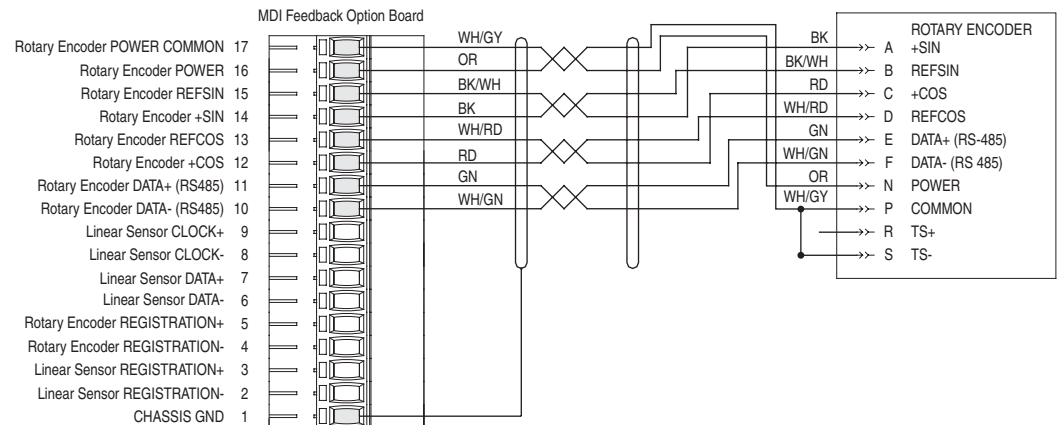 MDI Feedback Option Board
Rotary Encoder POWER COMMON 17
Rotary Encoder POWER 16
Rotary Encoder REFSIN 15
Rotary Encoder +SIN 14
Rotary Encoder REFCOS 13
Rotary Encoder +COS 12
Rotary Encoder DATA+ (RS485) 11
Rotary Encoder DATA- (RS485) 10
Linear Sensor CLOCK+ 9
Linear Sensor CLOCK- 8
Linear Sensor DATA+ 7
Linear Sensor DATA- 6
Rotary Encoder REGISTRATION+ 5
Rotary Encoder REGISTRATION- 4
Linear Sensor REGISTRATION+ 3
Linear Sensor REGISTRATION- 2
CHASSIS GND 1
WH/GY
OR
BK/WH
BK
WH/RD
RD
GN
WH/GN
BK
BK/WH
RD
WH/RD
GN
WH/GN
OR
WH/GY
ROTARY ENCODER
A +SIN
B REFSIN
C +COS
D REFCOS
E DATA+ (RS-485)
F DATA- (RS 485)
N POWER
P COMMON
R TS+
S TS-